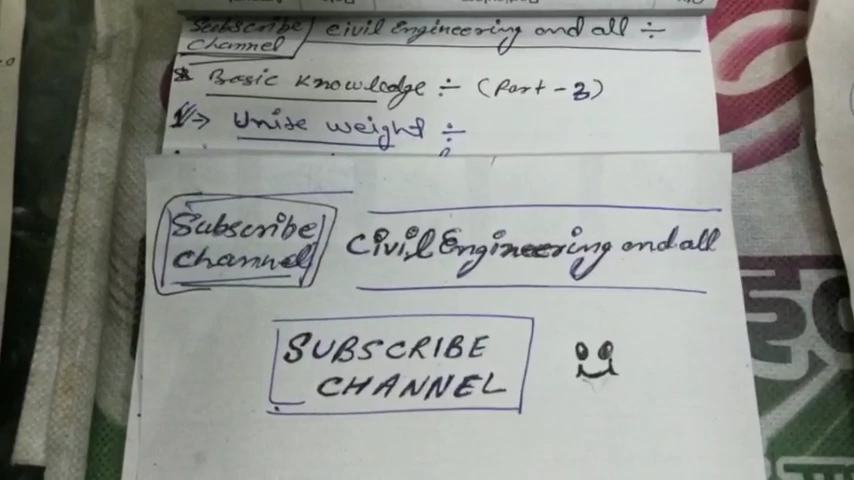 Subscribe channel
Civil Engineering and all ÷
* Basic Knowledge ÷ (Part-3)
1) → Unite weight ÷
Subscribe
channel
Civil Engineering and all
SUBSCRIBE
CHANNEL